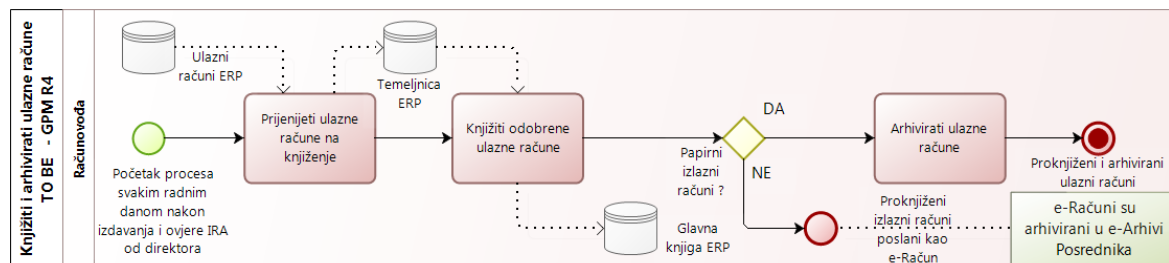 Knjižiti i arhivirati ulazne račune
TO BE - GPM R4
Računovođa
Ulazni
računi ERP
Temeljnica
ERP
Prijenijeti ulazne
račune na
knjiženje
Knjižiti odobrene
ulazne račune
DA
Arhivirati ulazne
račune
Papirni
izlazni
računi ?
NE
Početak procesa
svakim radnim
danom nakon
izdavanja i ovjere IRA
od direktora
Glavna
knjiga ERP
Proknjiženi
izlazni računi
poslani kao
e-Račun
Proknjiženi i arhivirani
ulazni računi
e-Računi su
arhivirani u e-Arhivi
Posrednika